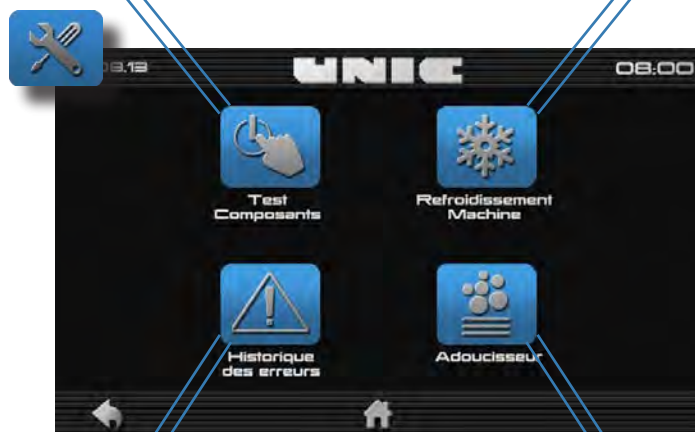 UNIC
08:00
Test
Composants
Refroidissement
Machine
Historique
des erreurs
Adoucisseur